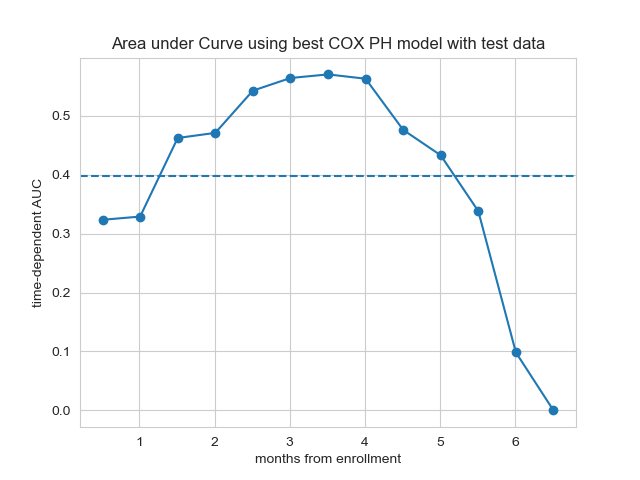 Area under Curve using best COX PH model with test data
time-dependent AUC
0.5
0.4
0.3
0.2
0.1
0.0
1 2 3 4 5 6
months from enrollment